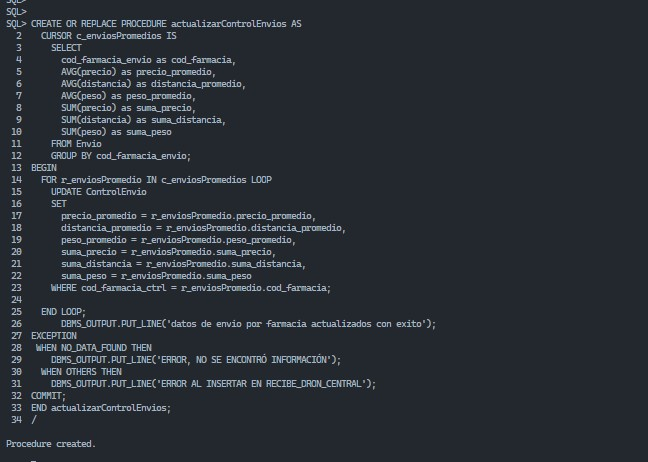 SQL>
SQL>
SQL> CREATE OR REPLACE PROCEDURE actualizarControlEnvios AS
2 CURSOR c_enviosPromedios IS
3 SELECT
4 cod_farmacia_envio as cod_farmacia,
5 AVG(precio) as precio_promedio,
6 AVG(distancia) as distancia_promedio,
7 AVG(peso) as peso_promedio,
8 SUM(precio) as suma_precio,
9 SUM(distancia) as suma_distancia,
10 SUM(peso) as suma_peso
11 FROM Envio
12 GROUP BY cod_farmacia_envio;
13 BEGIN
14 FOR r_enviosPromedio IN c_enviosPromedios LOOP
15 UPDATE ControlEnvio
16 SET
17 precio_promedio = r_enviosPromedio.precio_promedio,
18 distancia_promedio = r_enviosPromedio.distancia_promedio,
19 peso_promedio = r_enviosPromedio.peso_promedio,
20 suma_precio = r_enviosPromedio.suma_precio,
21 suma_distancia = r_enviosPromedio.suma_distancia,
22 suma_peso = r_enviosPromedio.suma_peso
23 WHERE cod_farmacia_ctrl = r_enviosPromedio.cod_farmacia;
24
25 END LOOP;
26 DBMS_OUTPUT.PUT_LINE('datos de envio por farmacia actualizados con exito');
27 EXCEPTION
28 WHEN NO_DATA_FOUND THEN
29 DBMS_OUTPUT.PUT_LINE('ERROR, NO SE ENCONTRÓ INFORMACIÓN');
30 WHEN OTHERS THEN
31 DBMS_OUTPUT.PUT_LINE('ERROR AL INSERTAR EN RECIBE_DRON_CENTRAL');
32 COMMIT;
33 END actualizarControlEnvios;
34 /
Procedure created.